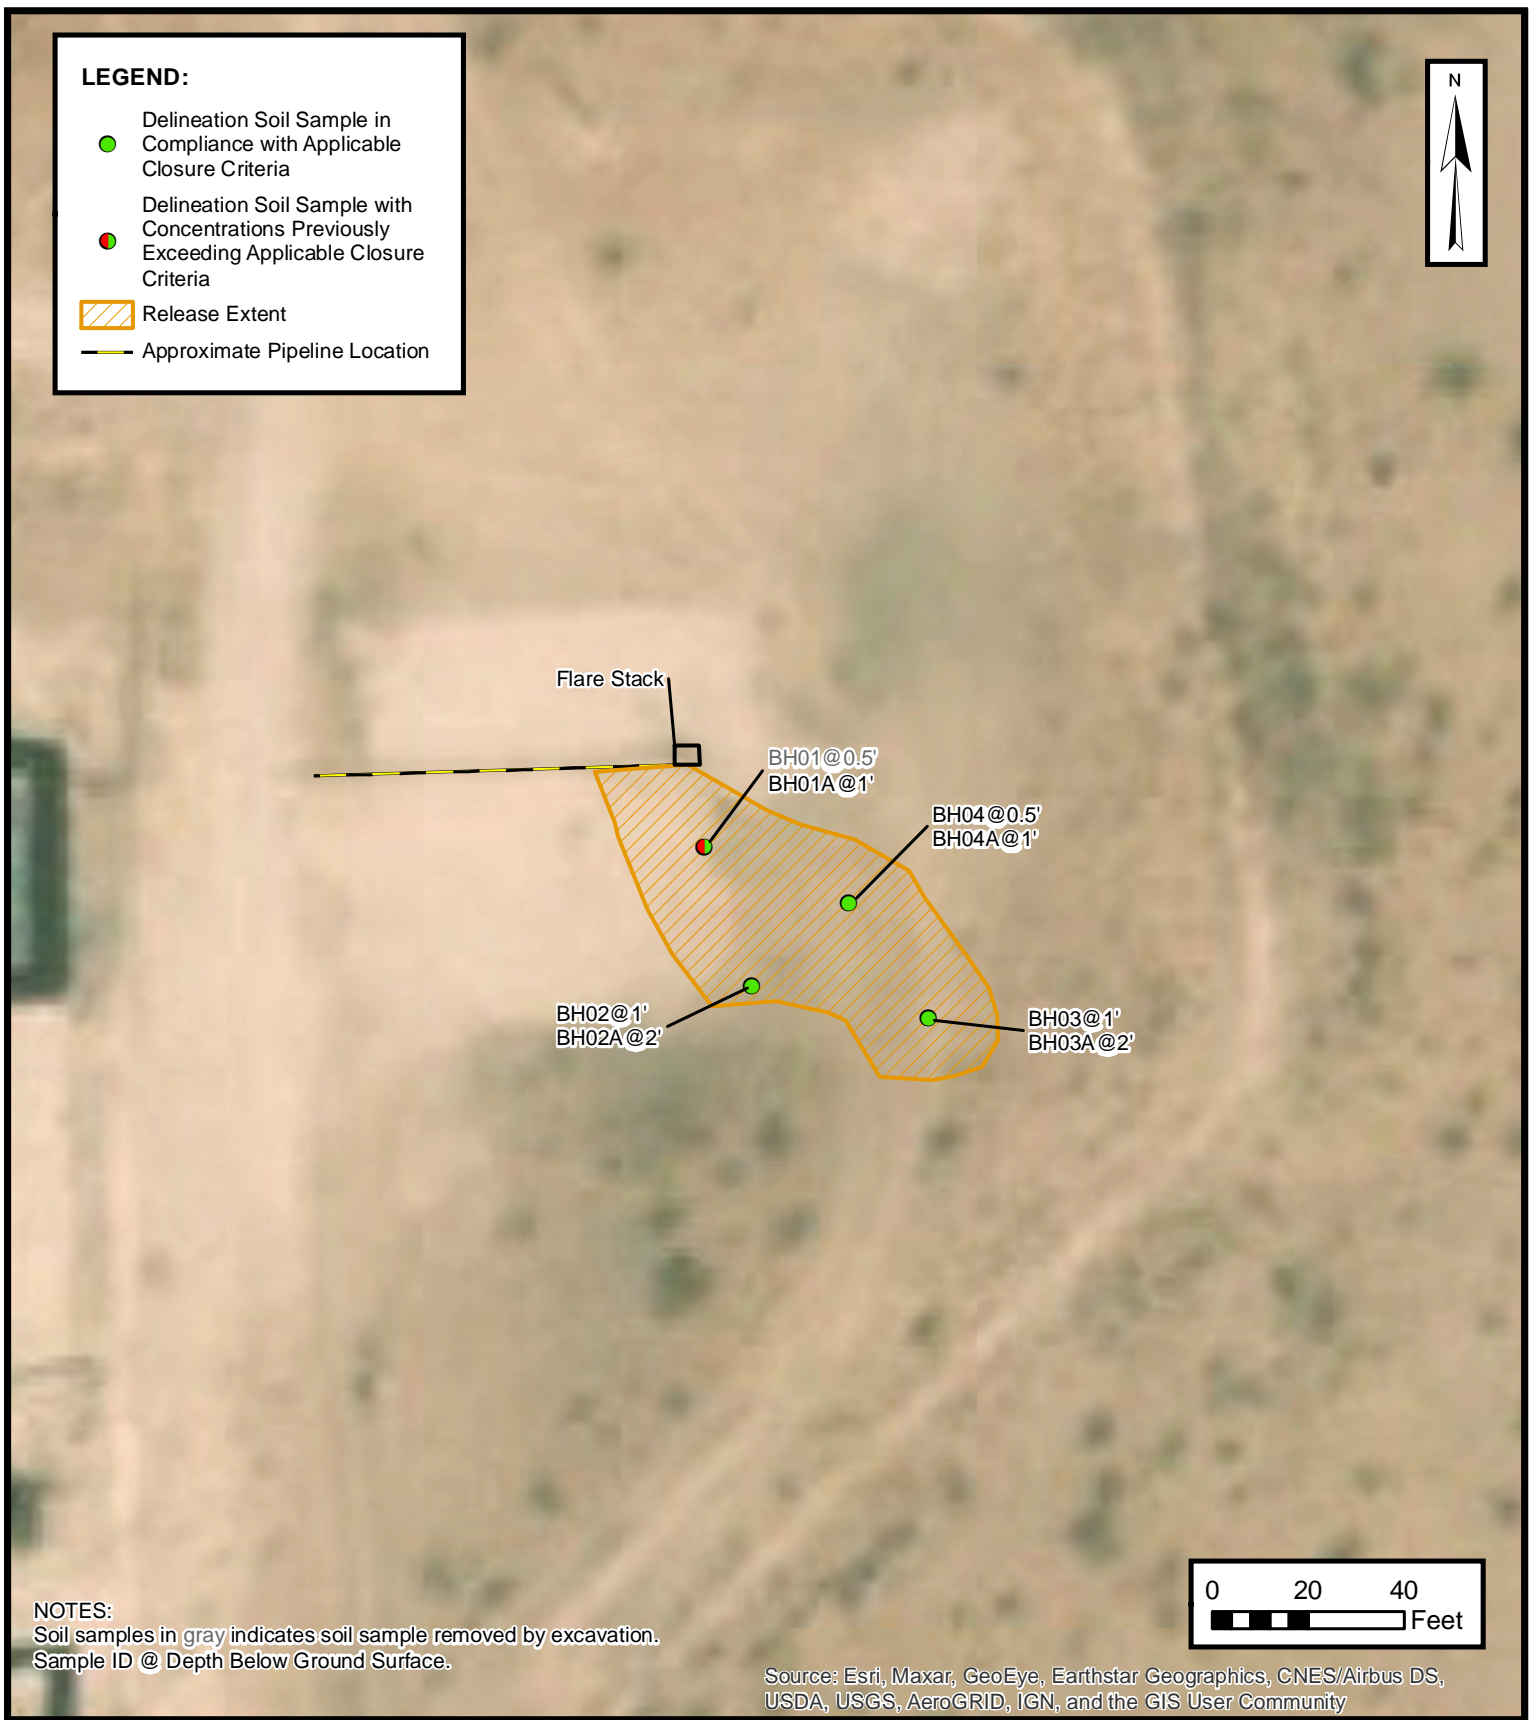 LEGEND:
Delineation Soil Sample in
Compliance with Applicable
Closure Criteria
Delineation Soil Sample with
Concentrations Previously
Exceeding Applicable Closure
Criteria
Release Extent
Approximate Pipeline Location
N
Flare Stack
BH01@0.5'
BH01A@1'
BH04@0.5'
BH04A@1'
BH02@1'
BH02A@2'
BH03@1'
BH03A@2'
0 20 40
Feet
NOTES:
Soil samples in gray indicates soil sample removed by excavation.
Sample ID @ Depth Below Ground Surface.
Source: Esri, Maxar, GeoEye, Earthstar Geographics, CNES/Airbus DS,
USDA, USGS, AeroGRID, IGN, and the GIS User Community